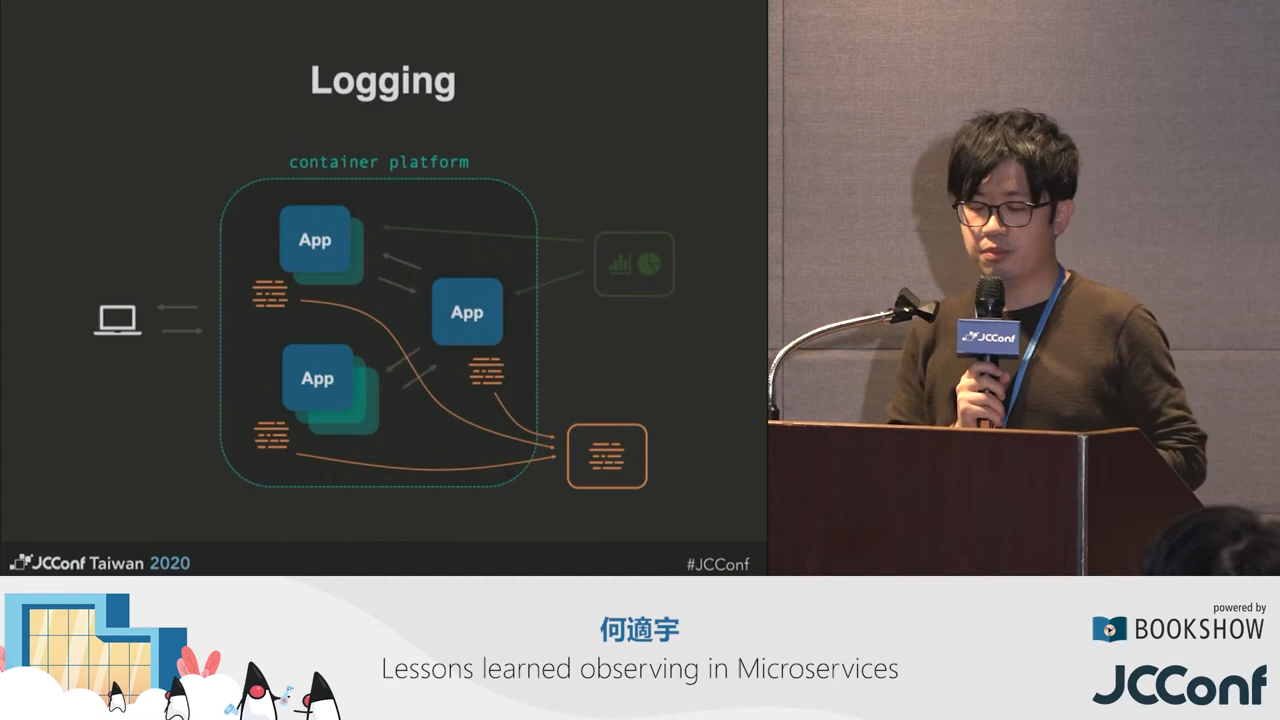 Logging
container platform
App
App
App
JCConf
JCConf Taiwan 2020
#JCConf
何適宇
Lessons learned observing in Microservices
powered by
BOOKSHOW
JCConf